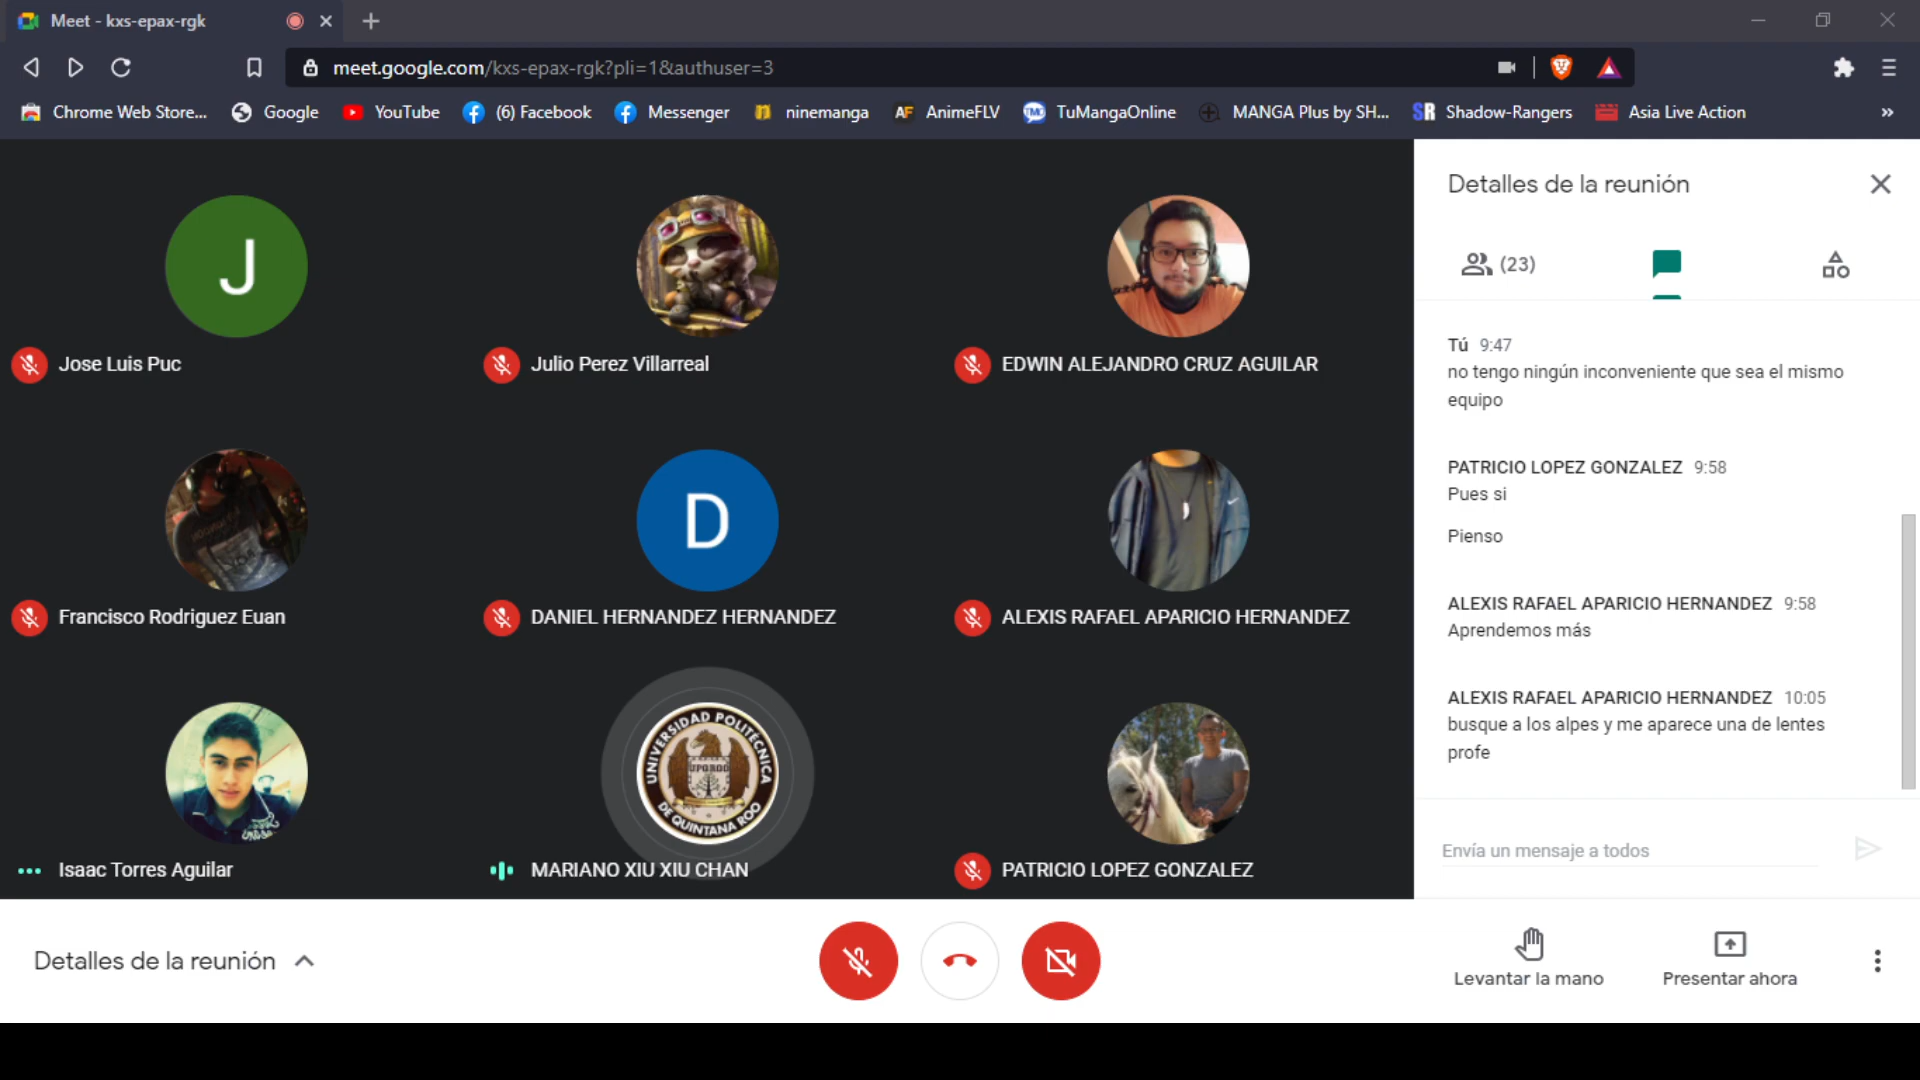 Meet - kxs-epax-rgk
meet.google.com/kxs-epax-rgk?pli=1&authuser=3
Chrome Web Store...
Google
YouTube
(6) Facebook
Messenger
ninemanga
AF AnimeFLV
TMO TuMangaOnline
MANGA Plus by SH...
SR Shadow-Rangers
Asia Live Action
»
J
Jose Luis Puc
Julio Perez Villarreal
EDWIN ALEJANDRO CRUZ AGUILAR
Francisco Rodriguez Euan
D
DANIEL HERNANDEZ HERNANDEZ
ALEXIS RAFAEL APARICIO HERNANDEZ
Isaac Torres Aguilar
UNIVERSIDAD POLITÉCNICA
UPQROO
DE QUINTANA ROO
MARIANO XIU XIU CHAN
PATRICIO LOPEZ GONZALEZ
Detalles de la reunión
(23)
Tú 9:47
no tengo ningún inconveniente que sea el mismo
equipo
PATRICIO LOPEZ GONZALEZ 9:58
Pues si
Pienso
ALEXIS RAFAEL APARICIO HERNANDEZ 9:58
Aprendemos más
ALEXIS RAFAEL APARICIO HERNANDEZ 10:05
busque a los alpes y me aparece una de lentes
profe
Envía un mensaje a todos
Detalles de la reunión
Levantar la mano
Presentar ahora